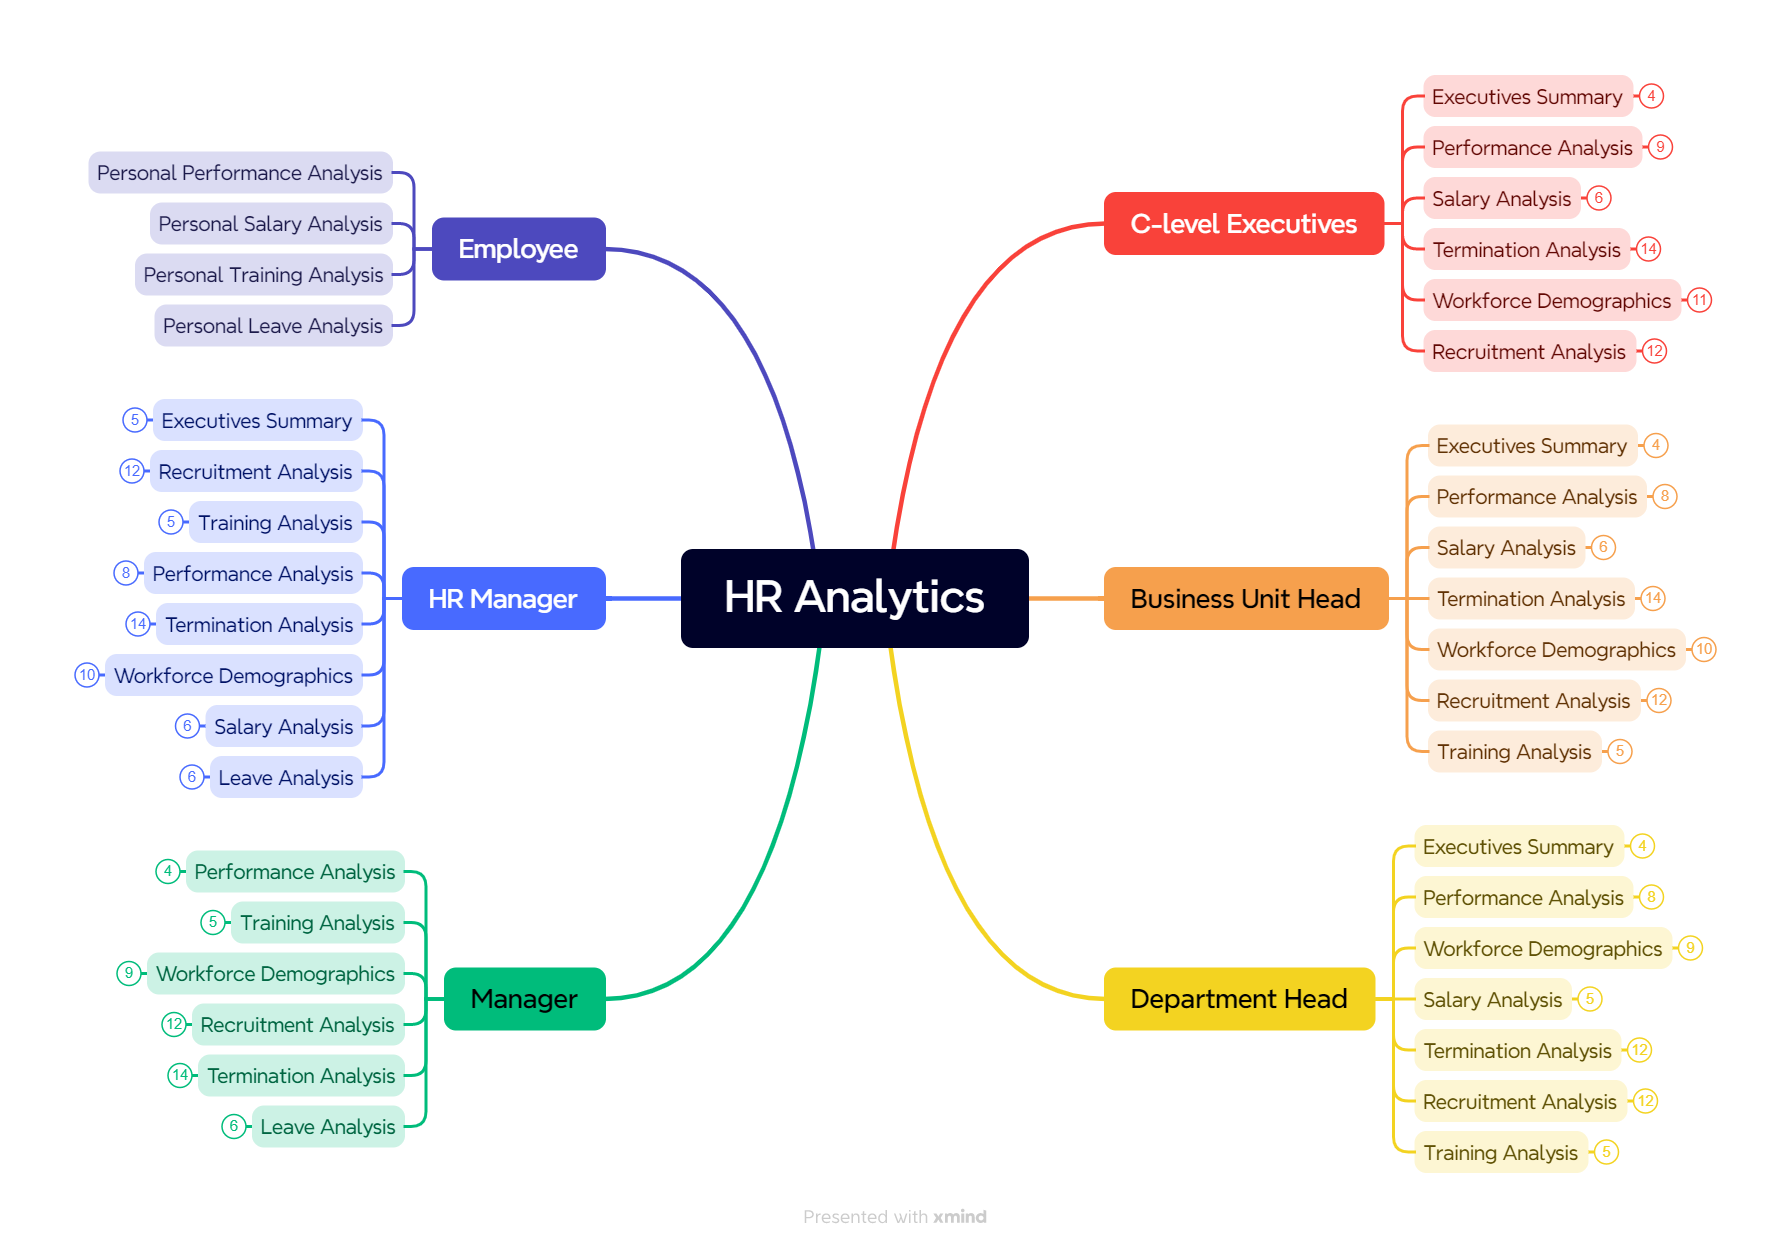 HR Analytics
C-level Executives
Executives Summary 4
Performance Analysis 9
Salary Analysis 6
Termination Analysis 14
Workforce Demographics 11
Recruitment Analysis 12
Business Unit Head
Executives Summary 4
Performance Analysis 8
Salary Analysis 6
Termination Analysis 14
Workforce Demographics 10
Recruitment Analysis 12
Training Analysis 5
Department Head
Executives Summary 4
Performance Analysis 8
Workforce Demographics 9
Salary Analysis 5
Termination Analysis 12
Recruitment Analysis 12
Training Analysis 5
Employee
Personal Performance Analysis
Personal Salary Analysis
Personal Training Analysis
Personal Leave Analysis
HR Manager
5 Executives Summary
12 Recruitment Analysis
5 Training Analysis
8 Performance Analysis
14 Termination Analysis
10 Workforce Demographics
6 Salary Analysis
6 Leave Analysis
Manager
4 Performance Analysis
5 Training Analysis
9 Workforce Demographics
12 Recruitment Analysis
14 Termination Analysis
6 Leave Analysis
Presented with xmind